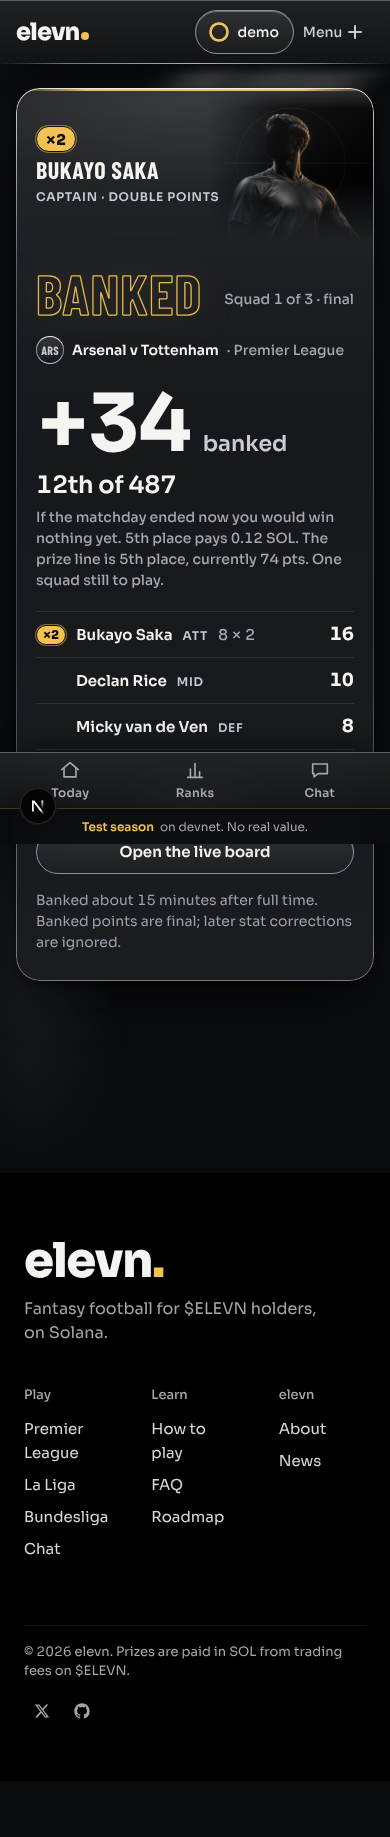 elevn.
demo
Menu
×2
BUKAYO SAKA
CAPTAIN · DOUBLE POINTS
BANKED
Squad 1 of 3 · final
ARS
Arsenal v Tottenham · Premier League
+34 banked
12th of 487
If the matchday ended now you would win
nothing yet. 5th place pays 0.12 SOL. The
prize line is 5th place, currently 74 pts. One
squad still to play.
×2 Bukayo Saka ATT 8 × 2 16
Declan Rice MID 10
Micky van de Ven DEF 8
Today
Ranks
Chat
N
Test season on devnet. No real value.
Open the live board
Banked about 15 minutes after full time.
Banked points are final; later stat corrections
are ignored.
elevn.
Fantasy football for $ELEVN holders,
on Solana.
Play
Premier
League
La Liga
Bundesliga
Chat
Learn
How to
play
FAQ
Roadmap
elevn
About
News
© 2026 elevn. Prizes are paid in SOL from trading
fees on $ELEVN.